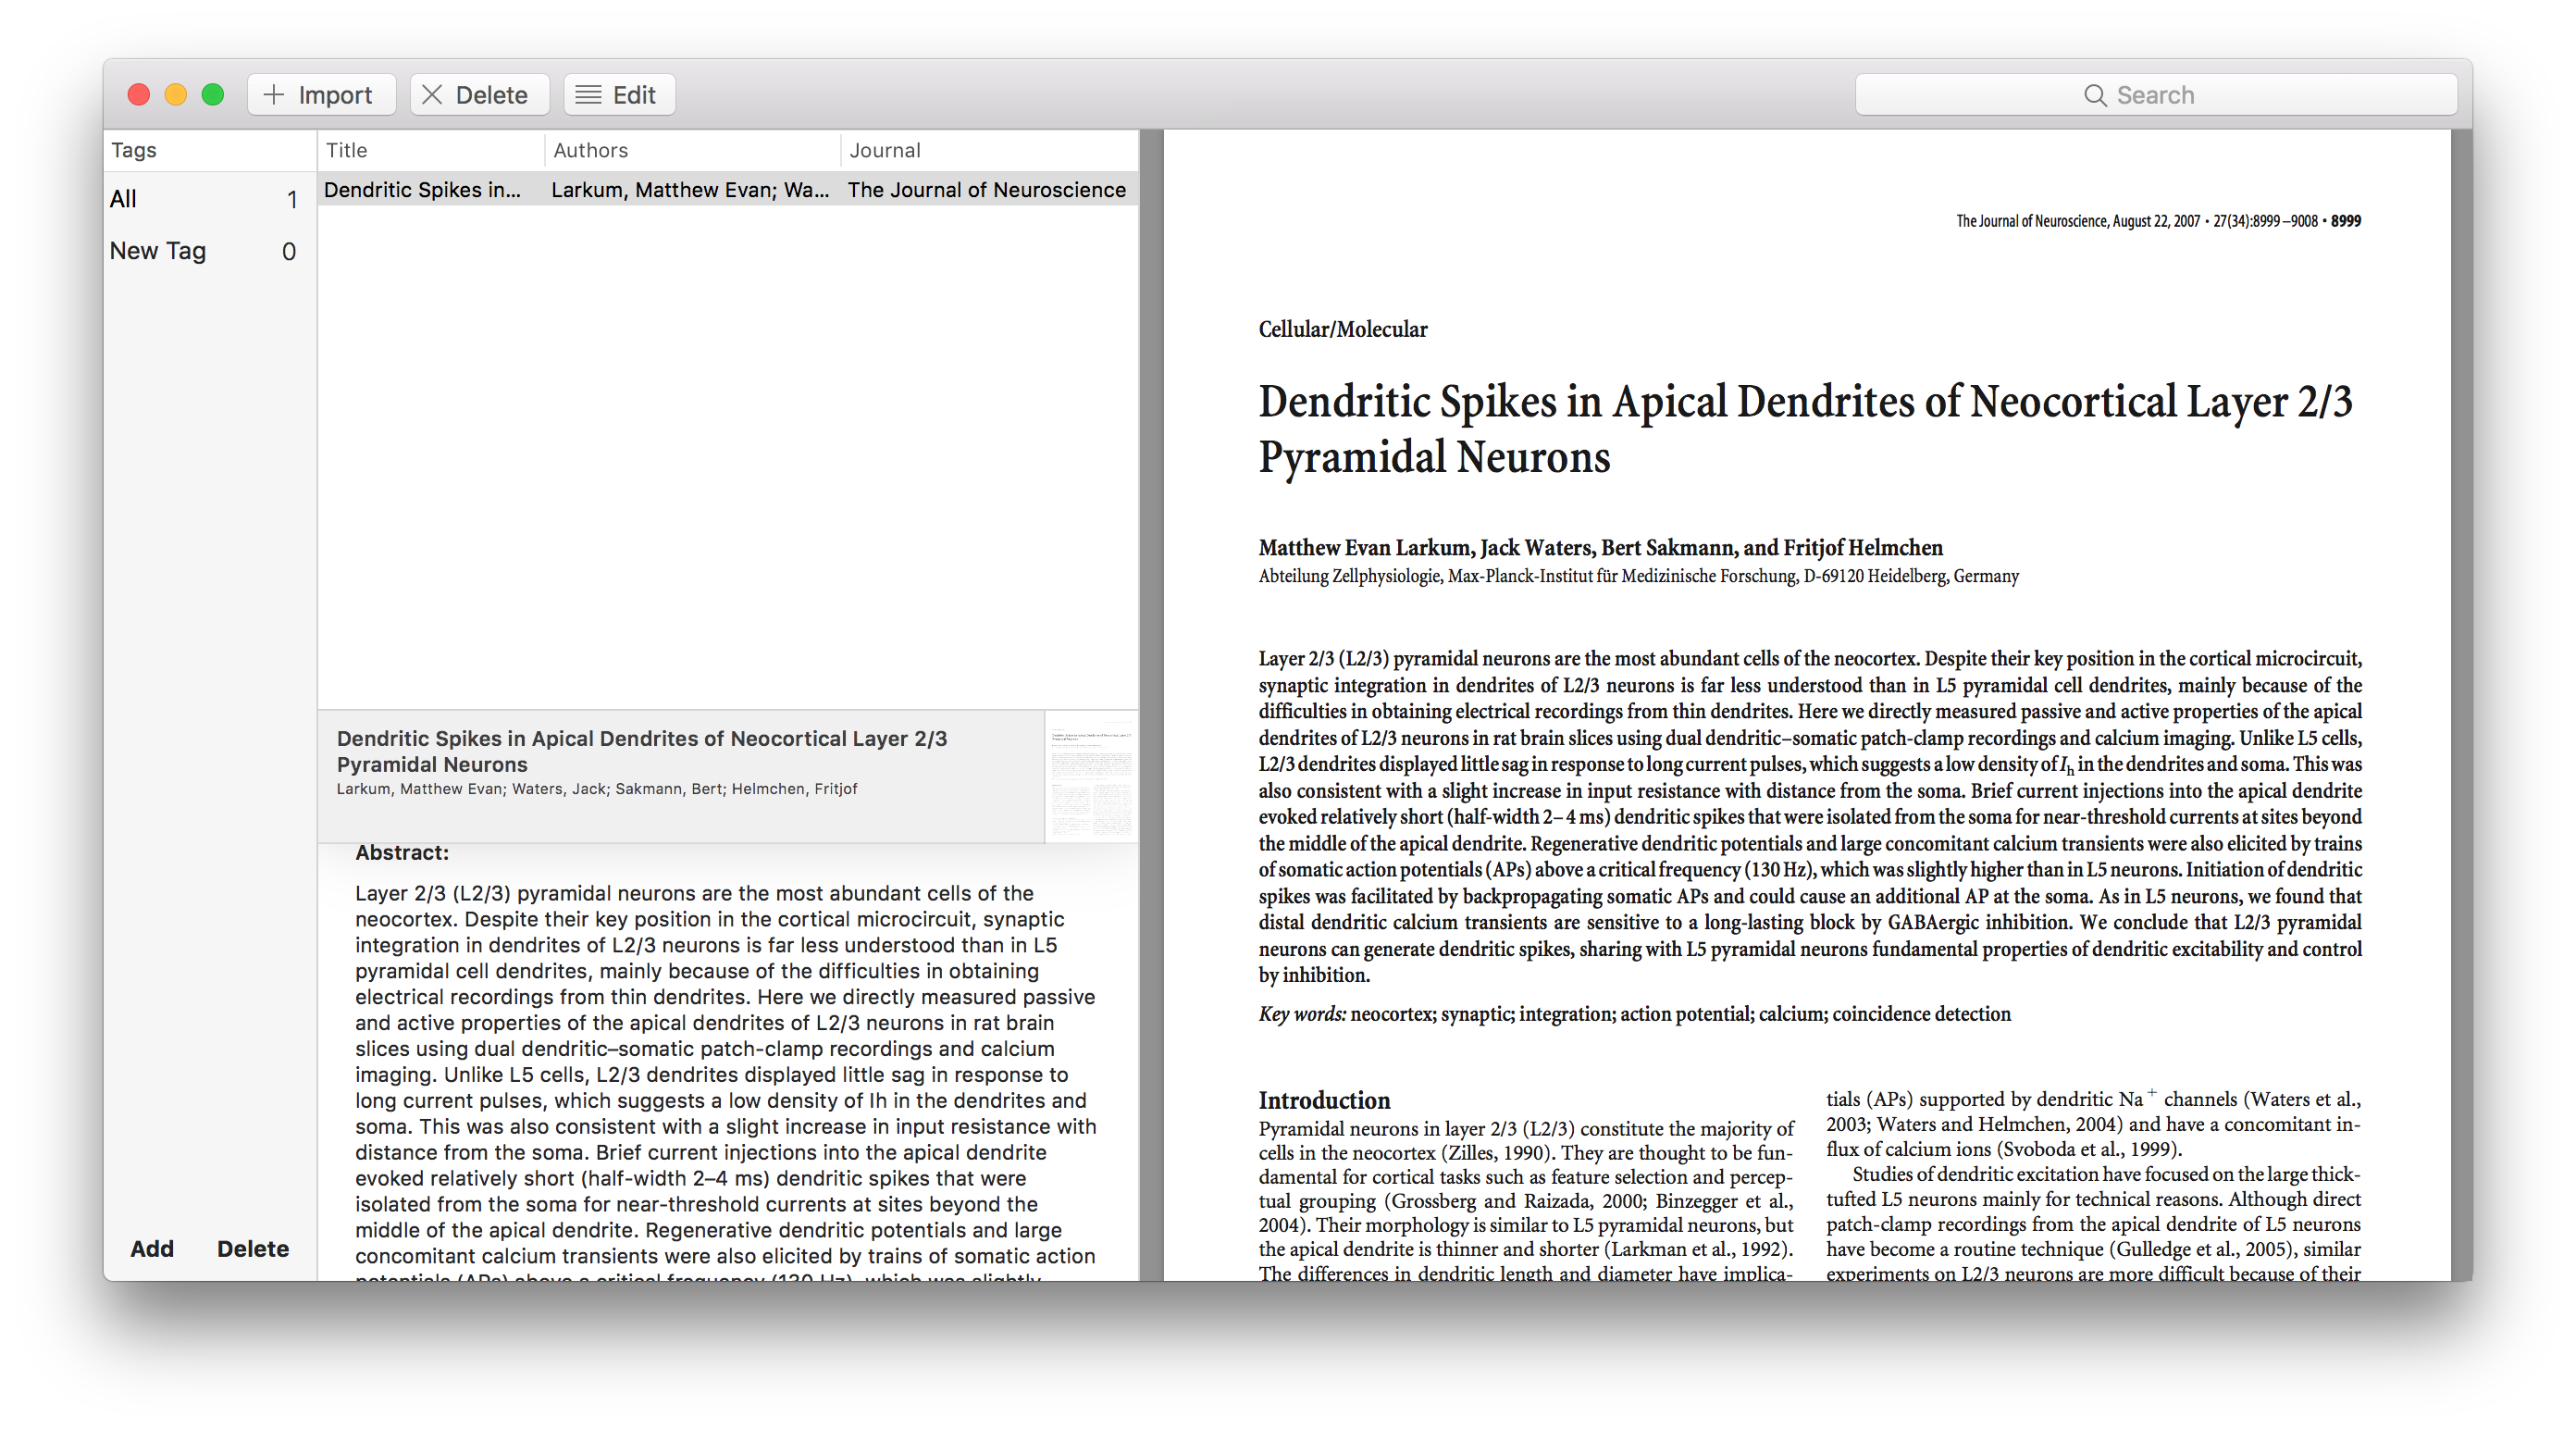 Import
Delete
Edit
Search
Tags
All 1
New Tag 0
Add Delete
Title Authors Journal
Dendritic Spikes in... Larkum, Matthew Evan; Wa... The Journal of Neuroscience
Dendritic Spikes in Apical Dendrites of Neocortical Layer 2/3
Pyramidal Neurons
Larkum, Matthew Evan; Waters, Jack; Sakmann, Bert; Helmchen, Fritjof
Abstract:
Layer 2/3 (L2/3) pyramidal neurons are the most abundant cells of the
neocortex. Despite their key position in the cortical microcircuit, synaptic
integration in dendrites of L2/3 neurons is far less understood than in L5
pyramidal cell dendrites, mainly because of the difficulties in obtaining
electrical recordings from thin dendrites. Here we directly measured passive
and active properties of the apical dendrites of L2/3 neurons in rat brain
slices using dual dendritic–somatic patch-clamp recordings and calcium
imaging. Unlike L5 cells, L2/3 dendrites displayed little sag in response to
long current pulses, which suggests a low density of Ih in the dendrites and
soma. This was also consistent with a slight increase in input resistance with
distance from the soma. Brief current injections into the apical dendrite
evoked relatively short (half-width 2–4 ms) dendritic spikes that were
isolated from the soma for near-threshold currents at sites beyond the
middle of the apical dendrite. Regenerative dendritic potentials and large
concomitant calcium transients were also elicited by trains of somatic action
potentials (APs) above a critical frequency (130 Hz), which was slightly
The Journal of Neuroscience, August 22, 2007 • 27(34):8999–9008 • 8999
Cellular/Molecular
Dendritic Spikes in Apical Dendrites of Neocortical Layer 2/3
Pyramidal Neurons
Matthew Evan Larkum, Jack Waters, Bert Sakmann, and Fritjof Helmchen
Abteilung Zellphysiologie, Max-Planck-Institut für Medizinische Forschung, D-69120 Heidelberg, Germany
Layer 2/3 (L2/3) pyramidal neurons are the most abundant cells of the neocortex. Despite their key position in the cortical microcircuit,
synaptic integration in dendrites of L2/3 neurons is far less understood than in L5 pyramidal cell dendrites, mainly because of the
difficulties in obtaining electrical recordings from thin dendrites. Here we directly measured passive and active properties of the apical
dendrites of L2/3 neurons in rat brain slices using dual dendritic–somatic patch-clamp recordings and calcium imaging. Unlike L5 cells,
L2/3 dendrites displayed little sag in response to long current pulses, which suggests a low density of Ih in the dendrites and soma. This was
also consistent with a slight increase in input resistance with distance from the soma. Brief current injections into the apical dendrite
evoked relatively short (half-width 2–4 ms) dendritic spikes that were isolated from the soma for near-threshold currents at sites beyond
the middle of the apical dendrite. Regenerative dendritic potentials and large concomitant calcium transients were also elicited by trains
of somatic action potentials (APs) above a critical frequency (130 Hz), which was slightly higher than in L5 neurons. Initiation of dendritic
spikes was facilitated by backpropagating somatic APs and could cause an additional AP at the soma. As in L5 neurons, we found that
distal dendritic calcium transients are sensitive to a long-lasting block by GABAergic inhibition. We conclude that L2/3 pyramidal
neurons can generate dendritic spikes, sharing with L5 pyramidal neurons fundamental properties of dendritic excitability and control
by inhibition.
Key words: neocortex; synaptic; integration; action potential; calcium; coincidence detection
Introduction
Pyramidal neurons in layer 2/3 (L2/3) constitute the majority of
cells in the neocortex (Zilles, 1990). They are thought to be fun-
damental for cortical tasks such as feature selection and percep-
tual grouping (Grossberg and Raizada, 2000; Binzegger et al.,
2004). Their morphology is similar to L5 pyramidal neurons, but
the apical dendrite is thinner and shorter (Larkman et al., 1992).
The differences in dendritic length and diameter have implica-
tials (APs) supported by dendritic Na+ channels (Waters et al.,
2003; Waters and Helmchen, 2004) and have a concomitant in-
flux of calcium ions (Svoboda et al., 1999).
Studies of dendritic excitation have focused on the large thick-
tufted L5 neurons mainly for technical reasons. Although direct
patch-clamp recordings from the apical dendrite of L5 neurons
have become a routine technique (Gulledge et al., 2005), similar
experiments on L2/3 neurons are more difficult because of their